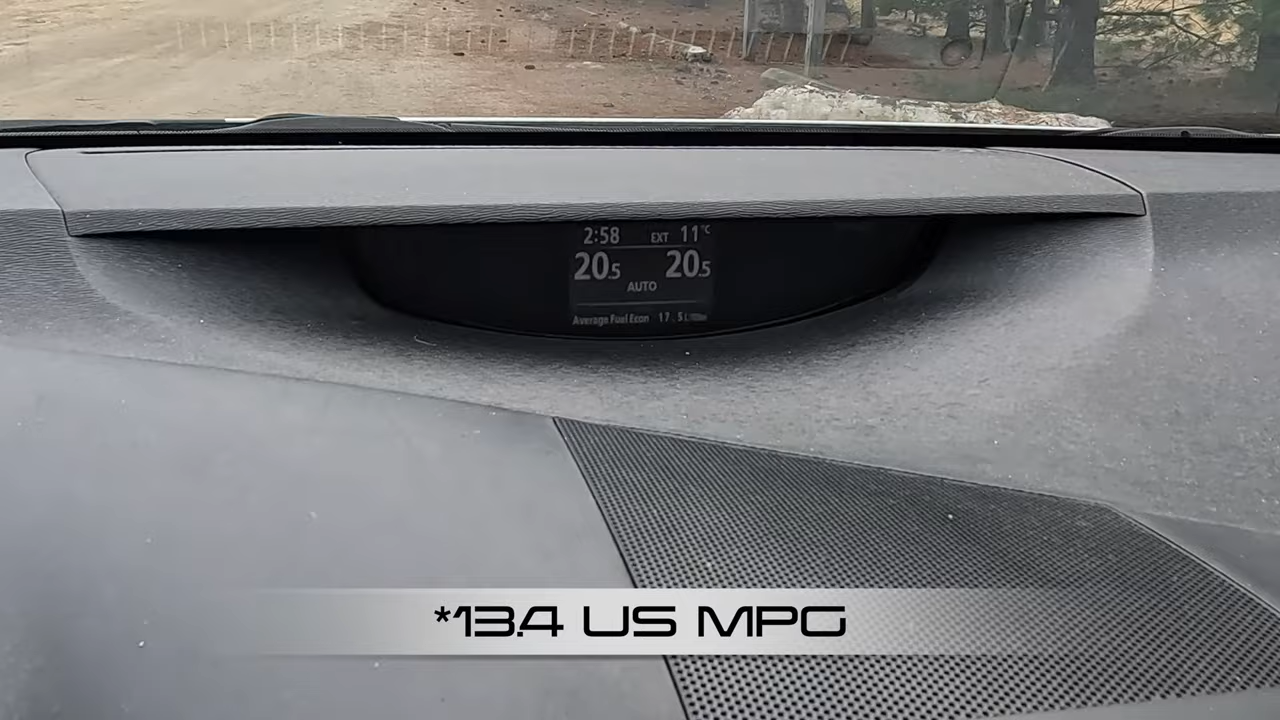 2:58 EXT 11°C
20.5 20.5
AUTO
Average Fuel Econ 17.5 L/100km
*13.4 US MPG